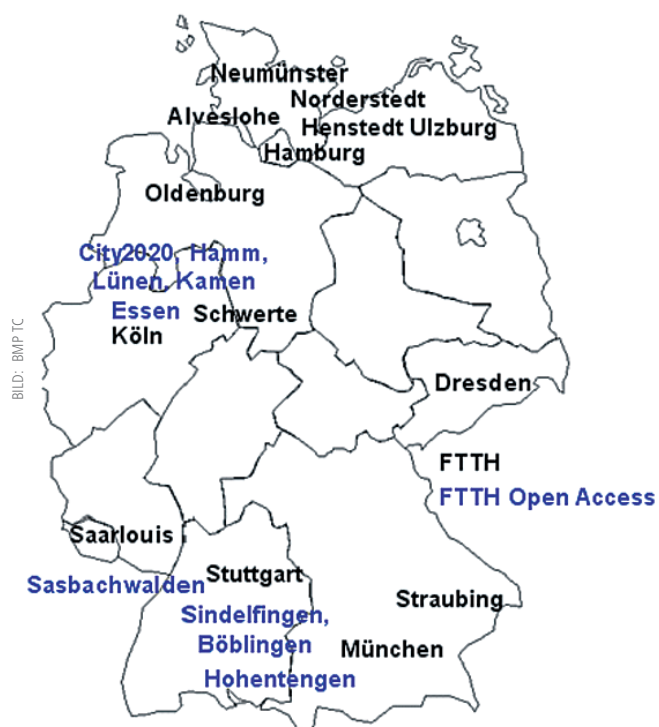 Neumünster
Norderstedt
Alveslohe
Henstedt Ulzburg
Hamburg
Oldenburg
City2020, Hamm,
Lünen, Kamen
Essen
Schwerte
Köln
Dresden
FTTH
FTTH Open Access
Saarlouis
Sasbachwalden
Stuttgart
Straubing
Sindelfingen,
Böblingen
München
Hohentengen
BILD: BMP TC